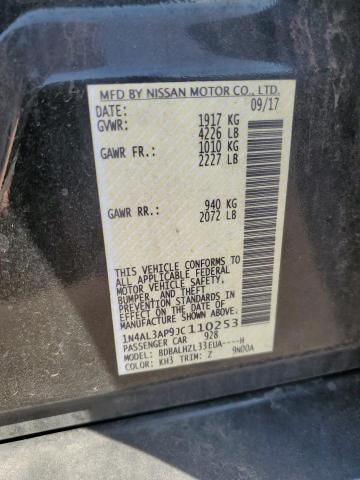 MFD BY NISSAN MOTOR CO., LTD.
DATE: 09/17
GVWR: 1917 KG
4226 LB
GAWR FR.: 1010 KG
2227 LB
GAWR RR.: 940 KG
2072 LB
THIS VEHICLE CONFORMS TO
ALL APPLICABLE FEDERAL
MOTOR VEHICLE SAFETY,
BUMPER, AND THEFT
PREVENTION STANDARDS IN
EFFECT ON THE DATE OF
MANUFACTURE SHOWN ABOVE.
1N4AL3AP9JC110253
PASSENGER CAR 928
MODEL: BDBALHZL33EUA----H
COLOR: KH3 TRIM: Z 9N00A